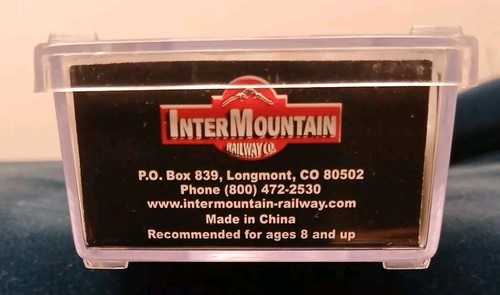 INTERMOUNTAIN
RAILWAY CO.
P.O. Box 839, Longmont, CO 80502
Phone (800) 472-2530
www.intermountain-railway.com
Made in China
Recommended for ages 8 and up